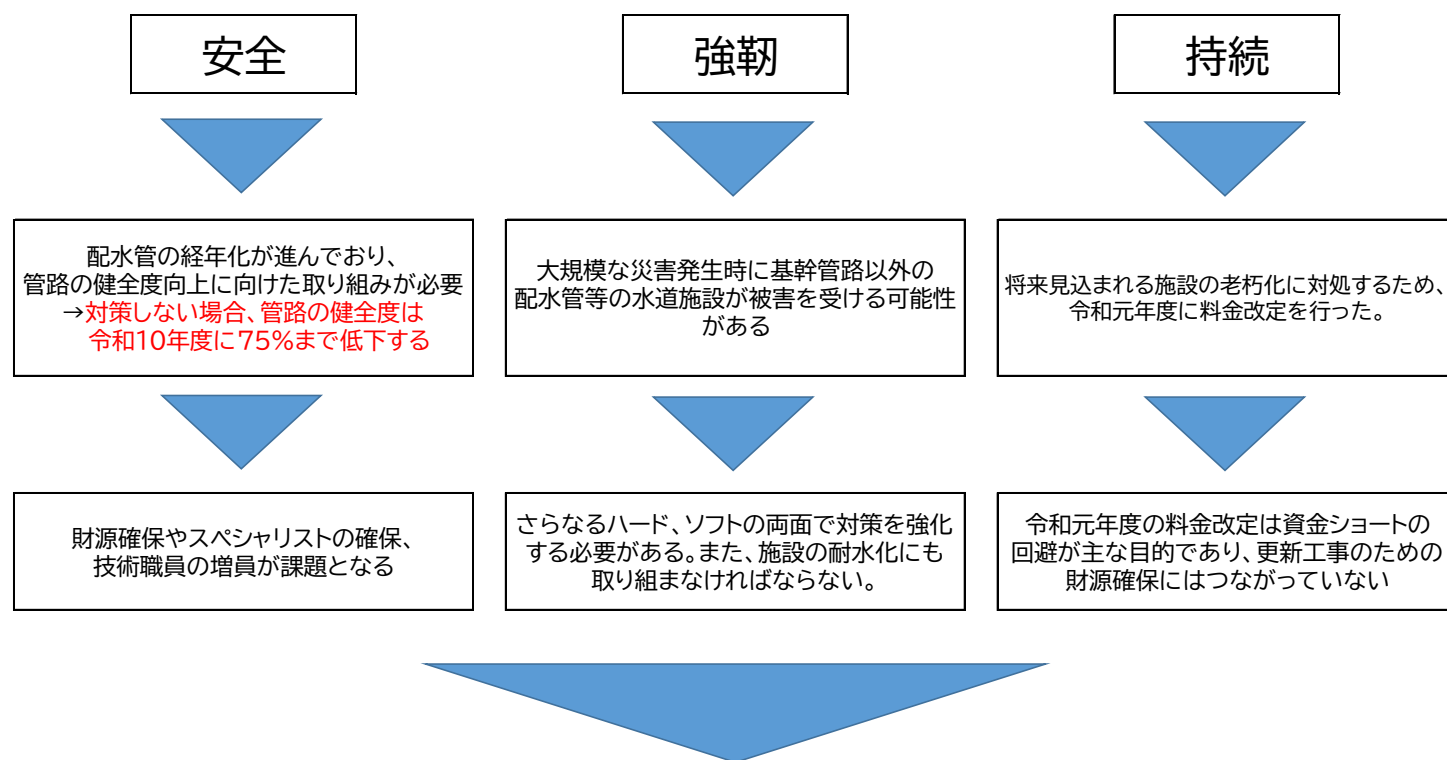 安全
配水管の経年化が進んでおり、
管路の健全度向上に向けた取り組みが必要
→対策しない場合、管路の健全度は
令和10年度に75%まで低下する
財源確保やスペシャリストの確保、
技術職員の増員が課題となる
強靭
大規模な災害発生時に基幹管路以外の
配水管等の水道施設が被害を受ける可能性
がある
さらなるハード、ソフトの両面で対策を強化
する必要がある。また、施設の耐水化にも
取り組まなければならない。
持続
将来見込まれる施設の老朽化に対処するため、
令和元年度に料金改定を行った。
令和元年度の料金改定は資金ショートの
回避が主な目的であり、更新工事のための
財源確保にはつながっていない